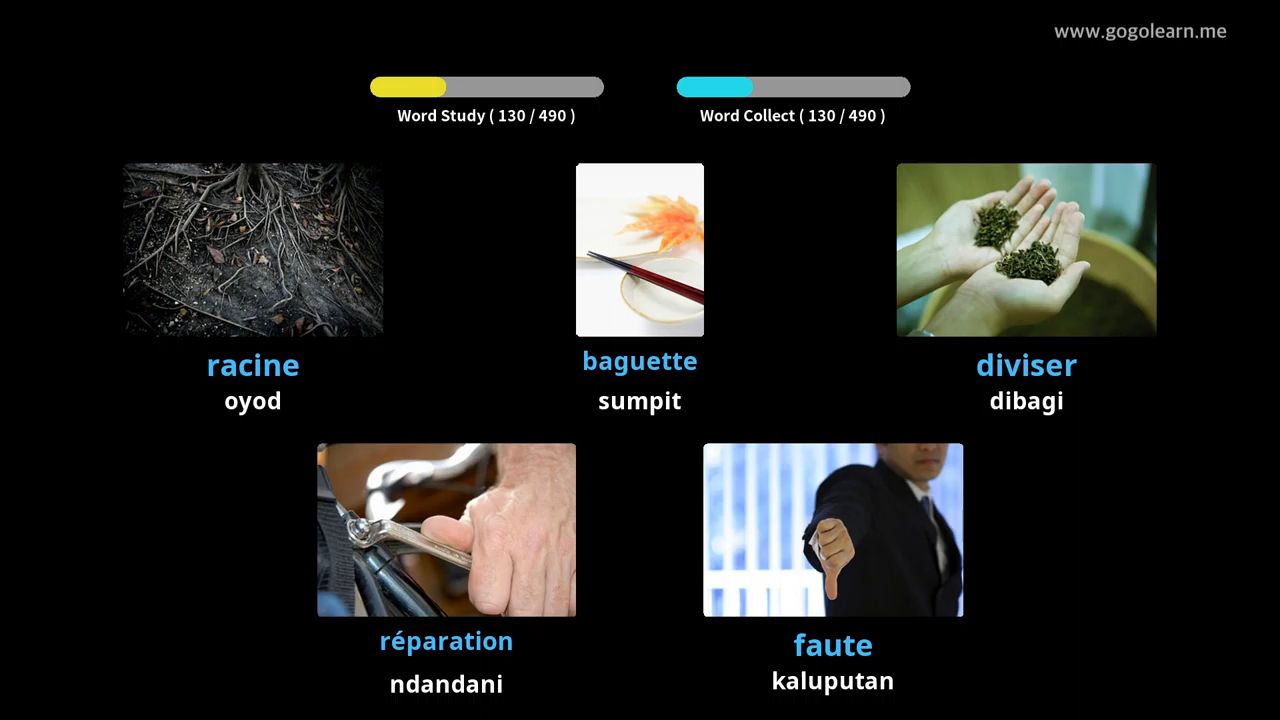 www.gogolearn.me
Word Study ( 130 / 490 )
Word Collect ( 130 / 490 )
racine
oyod
baguette
sumpit
diviser
dibagi
réparation
ndandani
faute
kaluputan